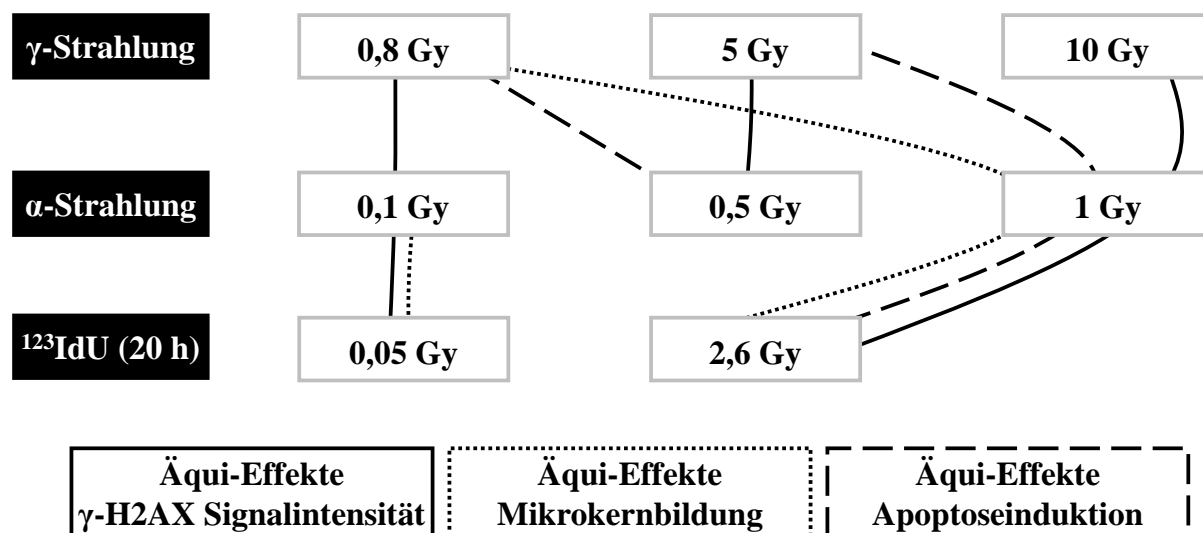 γ-Strahlung 0,8 Gy 5 Gy 10 Gy
α-Strahlung 0,1 Gy 0,5 Gy 1 Gy
¹²³IdU (20 h) 0,05 Gy 2,6 Gy
Äqui-Effekte Äqui-Effekte Äqui-Effekte
γ-H2AX Signalintensität Mikrokernbildung Apoptoseinduktion